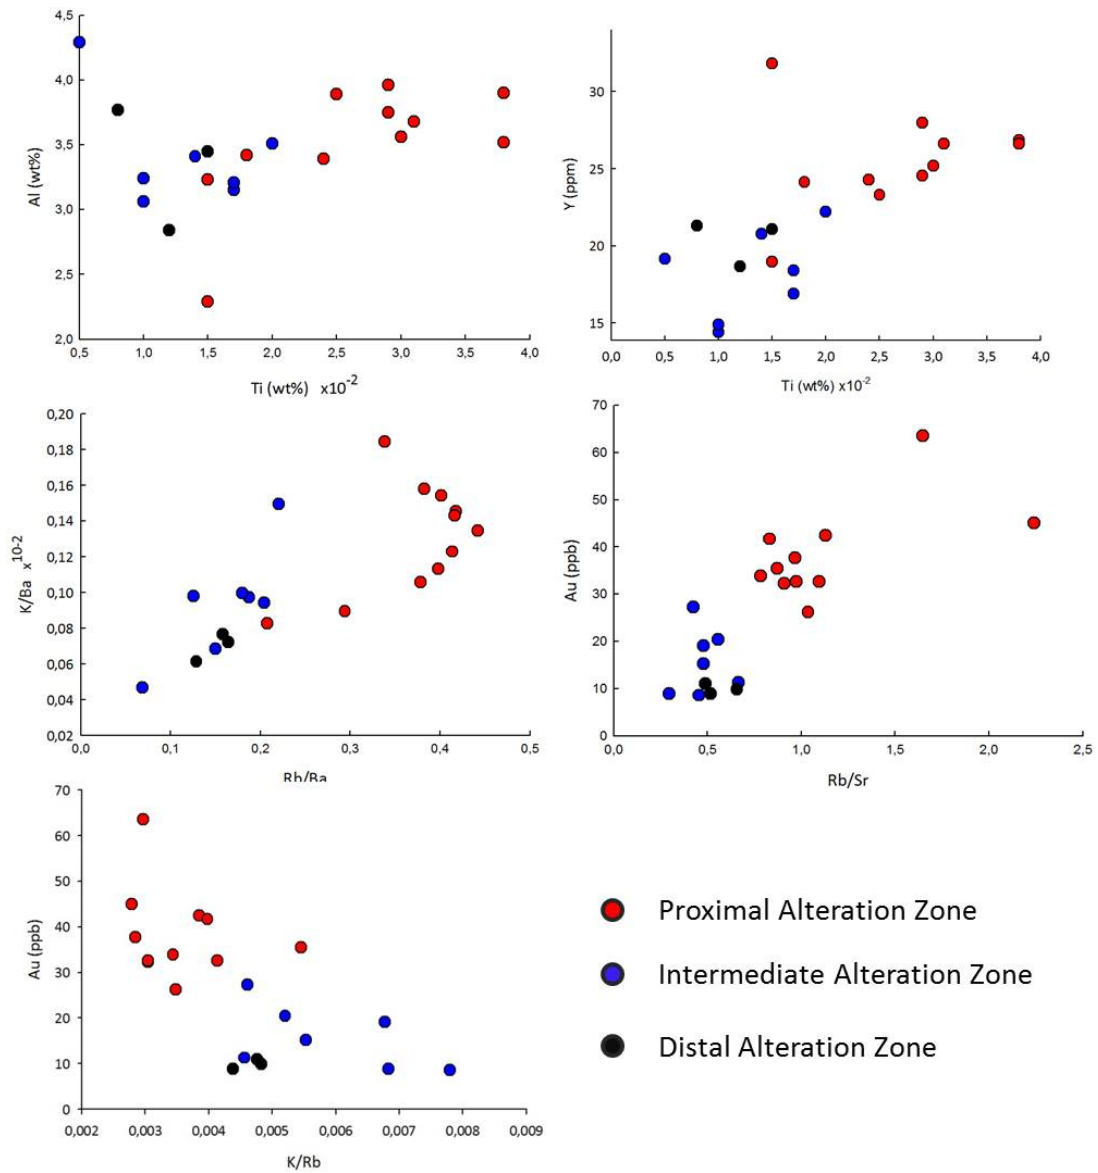 4,5
4,0
3,5
3,0
2,5
2,0
Al (wt%)
0,5 1,0 1,5 2,0 2,5 3,0 3,5 4,0
Ti (wt%) x10-2
30
25
20
15
Y (ppm)
0,0 0,5 1,0 1,5 2,0 2,5 3,0 3,5 4,0
Ti (wt%) x10-2
0,20
0,18
0,16
0,14
0,12
0,10
0,08
0,06
0,04
0,02
K/Ba x10-2
0,0 0,1 0,2 0,3 0,4 0,5
Rb/Ba
70
60
50
40
30
20
10
0
Au (ppb)
0,0 0,5 1,0 1,5 2,0 2,5
Rb/Sr
70
60
50
40
30
20
10
0
Au (ppb)
0,002 0,003 0,004 0,005 0,006 0,007 0,008 0,009
K/Rb
Proximal Alteration Zone
Intermediate Alteration Zone
Distal Alteration Zone